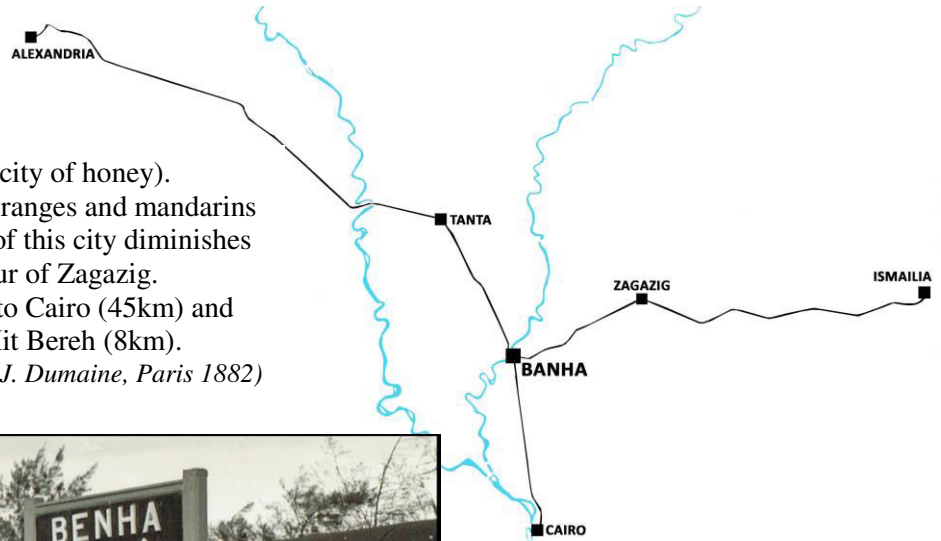 ALEXANDRIA
city of honey).
ranges and mandarins
of this city diminishes
ur of Zagazig.
to Cairo (45km) and
it Bereh (8km).
J. Dumaine, Paris 1882)
TANTA
ZAGAZIG
ISMAILIA
BANHA
CAIRO
BENHA